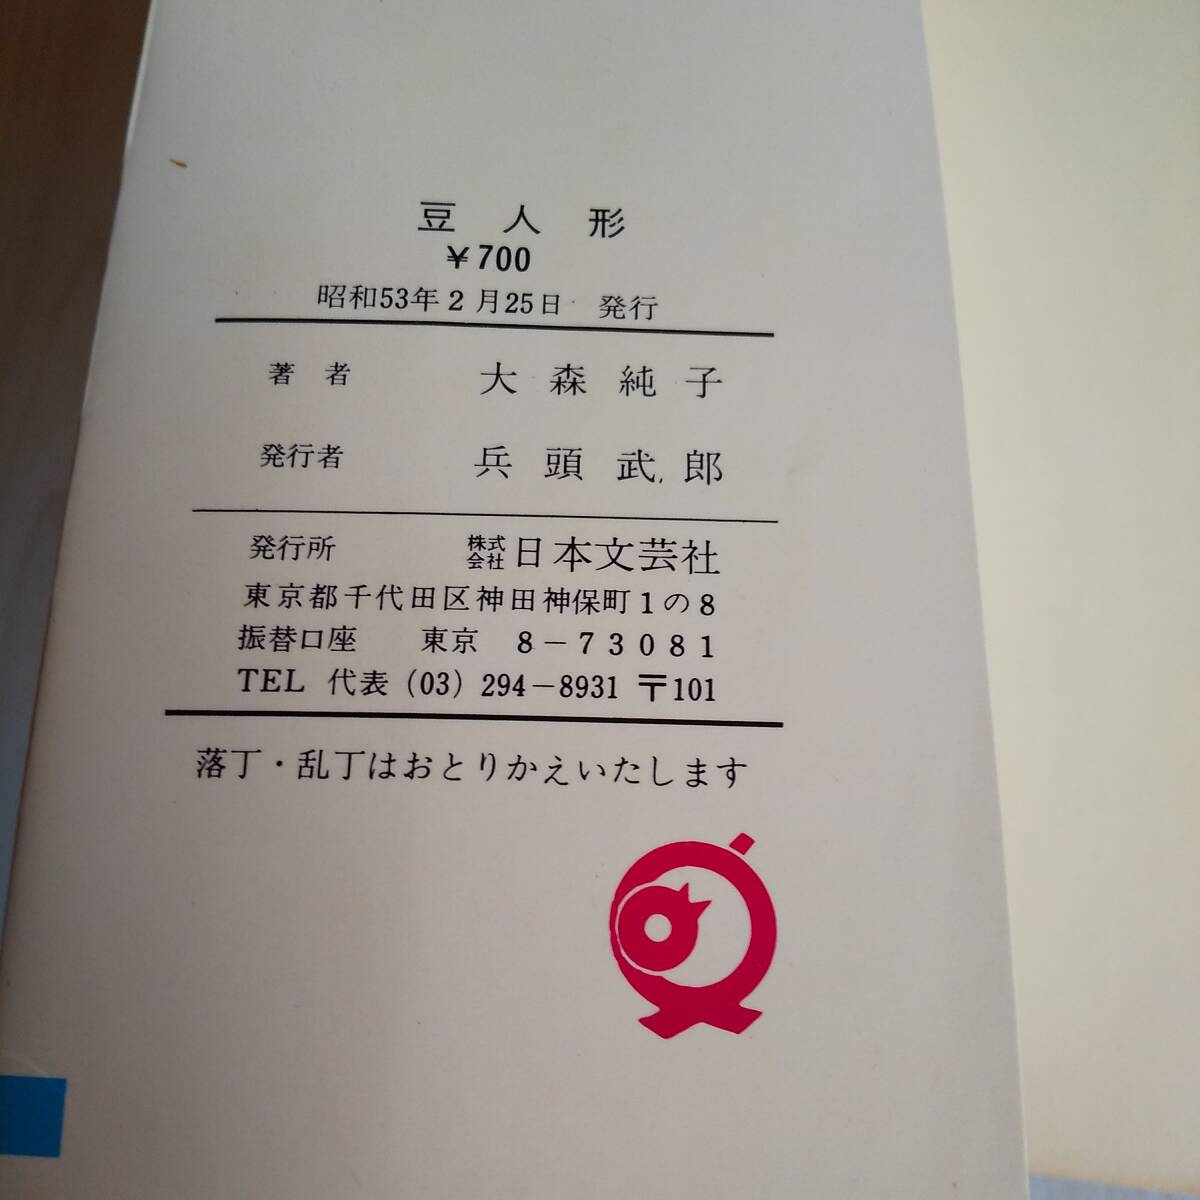 豆人形
¥700
昭和53年2月25日 発行
著者 大森純子
発行者 兵頭武郎
発行所 株式会社日本文芸社
東京都千代田区神田神保町1の8
振替口座 東京 8-73081
TEL 代表 (03) 294-8931 〒101
落丁・乱丁はおとりかえいたします